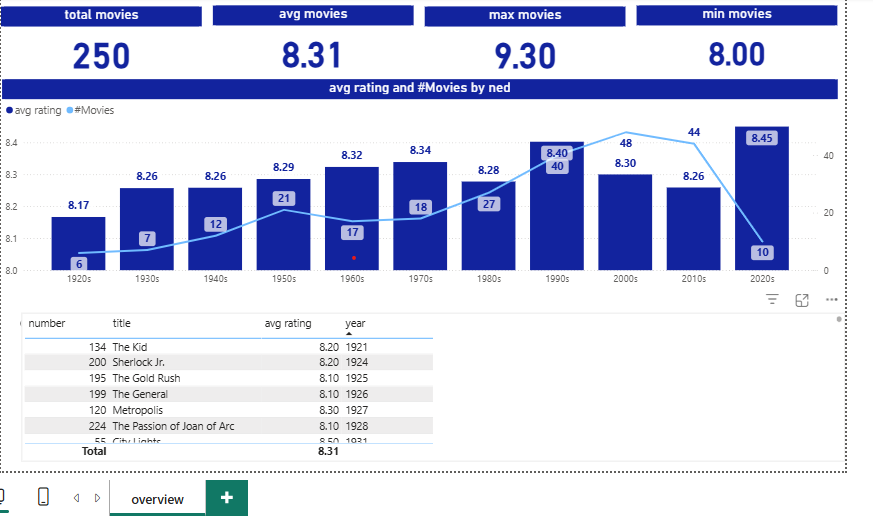 total movies
avg movies
max movies
min movies
250
8.31
9.30
8.00
avg rating and #Movies by ned
avg rating #Movies
8.4
8.3
8.2
8.1
8.0
8.17
8.26
8.26
8.29
8.32
8.34
8.28
8.40
8.30
8.26
8.45
6
7
12
21
17
18
27
40
48
44
10
40
20
0
1920s 1930s 1940s 1950s 1960s 1970s 1980s 1990s 2000s 2010s 2020s
number title avg rating year
134 The Kid 8.20 1921
200 Sherlock Jr. 8.20 1924
195 The Gold Rush 8.10 1925
199 The General 8.10 1926
120 Metropolis 8.30 1927
224 The Passion of Joan of Arc 8.10 1928
55 City Lights 8.50 1931
Total 8.31
overview